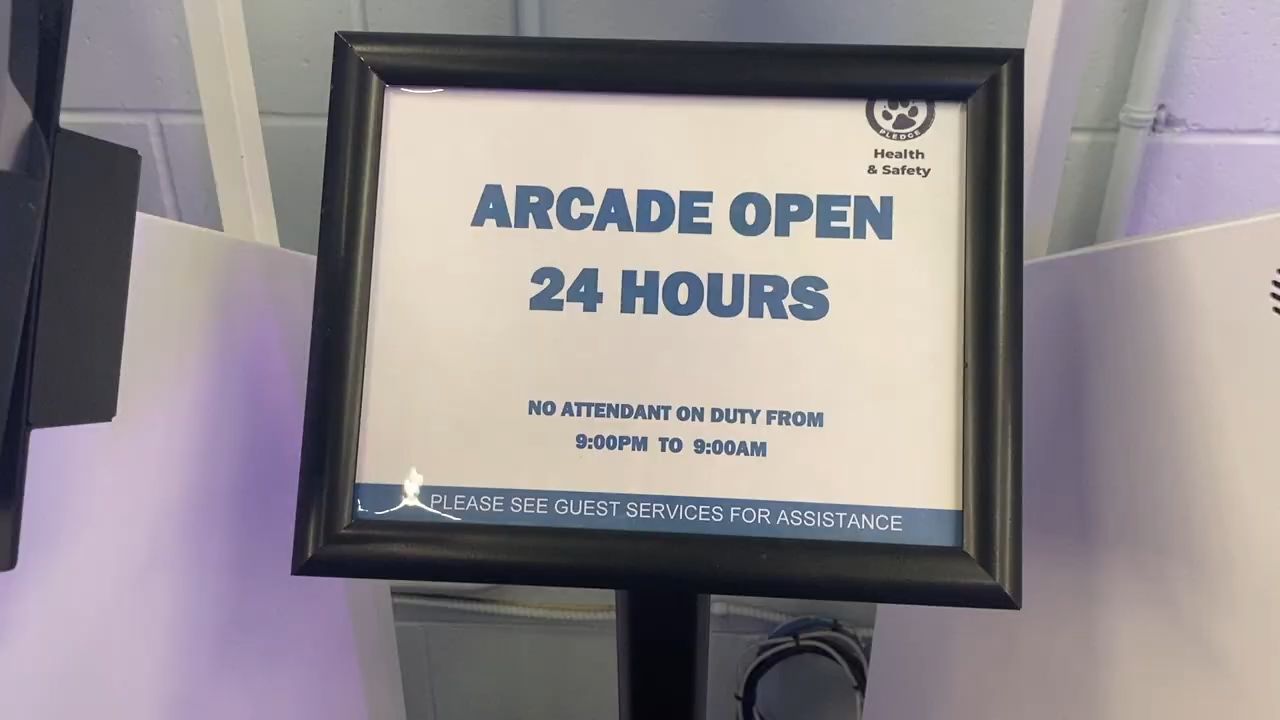 PLEDGE
Health
& Safety
ARCADE OPEN
24 HOURS
NO ATTENDANT ON DUTY FROM
9:00PM TO 9:00AM
PLEASE SEE GUEST SERVICES FOR ASSISTANCE